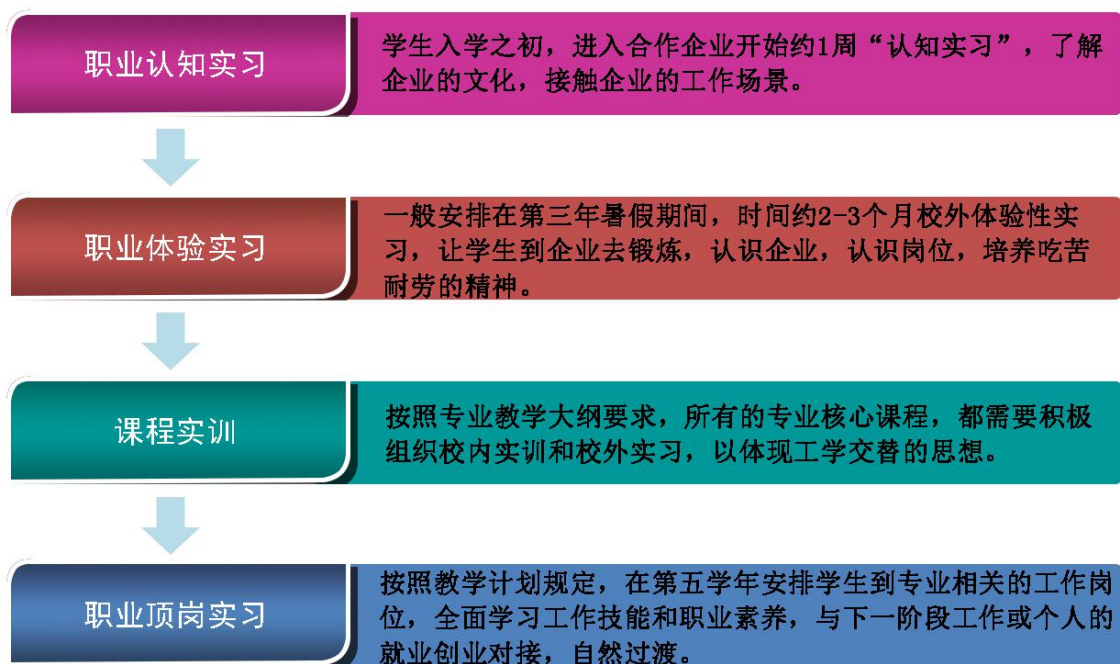 职业认知实习
学生入学之初，进入合作企业开始约1周“认知实习”，了解
企业的文化，接触企业的工作场景。
职业体验实习
一般安排在第三年暑假期间，时间约2-3个月校外体验性实
习，让学生到企业去锻炼，认识企业，认识岗位，培养吃苦
耐劳的精神。
课程实训
按照专业教学大纲要求，所有的专业核心课程，都需要积极
组织校内实训和校外实习，以体现工学交替的思想。
职业顶岗实习
按照教学计划规定，在第五学年安排学生到专业相关的工作岗
位，全面学习工作技能和职业素养，与下一阶段工作或个人的
就业创业对接，自然过渡。